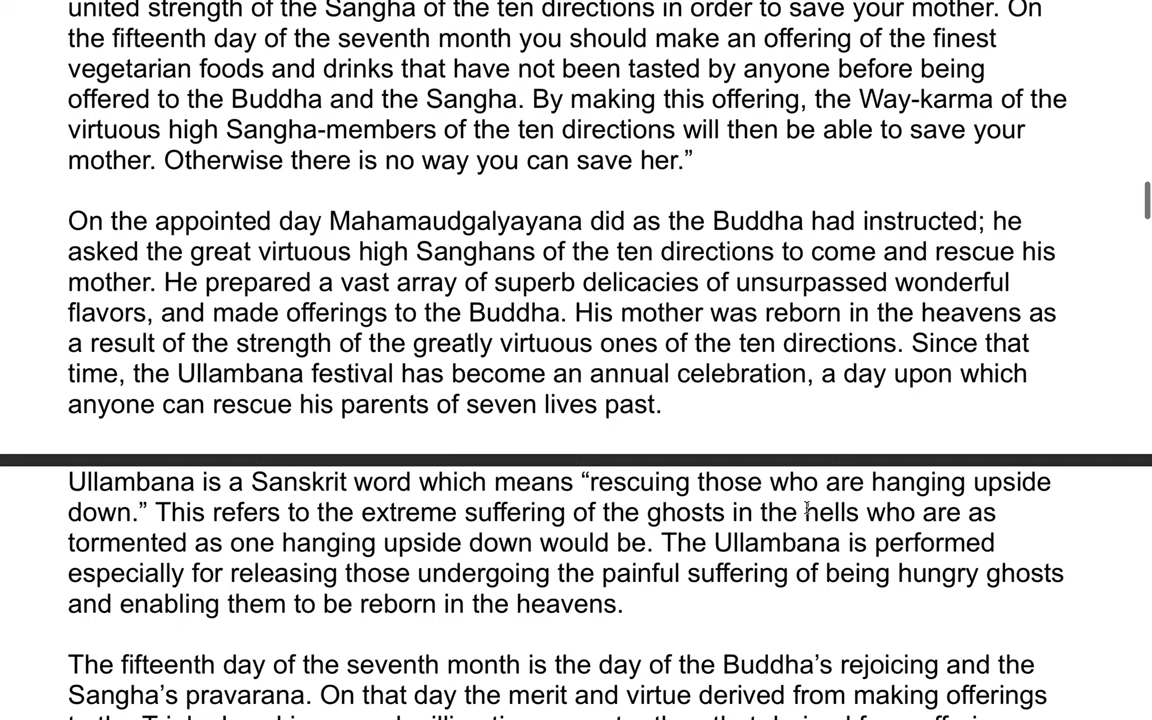 united strength of the Sangha of the ten directions in order to save your mother. On
the fifteenth day of the seventh month you should make an offering of the finest
vegetarian foods and drinks that have not been tasted by anyone before being
offered to the Buddha and the Sangha. By making this offering, the Way-karma of the
virtuous high Sangha-members of the ten directions will then be able to save your
mother. Otherwise there is no way you can save her.”
On the appointed day Mahamaudgalyayana did as the Buddha had instructed; he
asked the great virtuous high Sanghans of the ten directions to come and rescue his
mother. He prepared a vast array of superb delicacies of unsurpassed wonderful
flavors, and made offerings to the Buddha. His mother was reborn in the heavens as
a result of the strength of the greatly virtuous ones of the ten directions. Since that
time, the Ullambana festival has become an annual celebration, a day upon which
anyone can rescue his parents of seven lives past.
Ullambana is a Sanskrit word which means “rescuing those who are hanging upside
down.” This refers to the extreme suffering of the ghosts in the hells who are as
tormented as one hanging upside down would be. The Ullambana is performed
especially for releasing those undergoing the painful suffering of being hungry ghosts
and enabling them to be reborn in the heavens.
The fifteenth day of the seventh month is the day of the Buddha’s rejoicing and the
Sangha’s pravarana. On that day the merit and virtue derived from making offerings